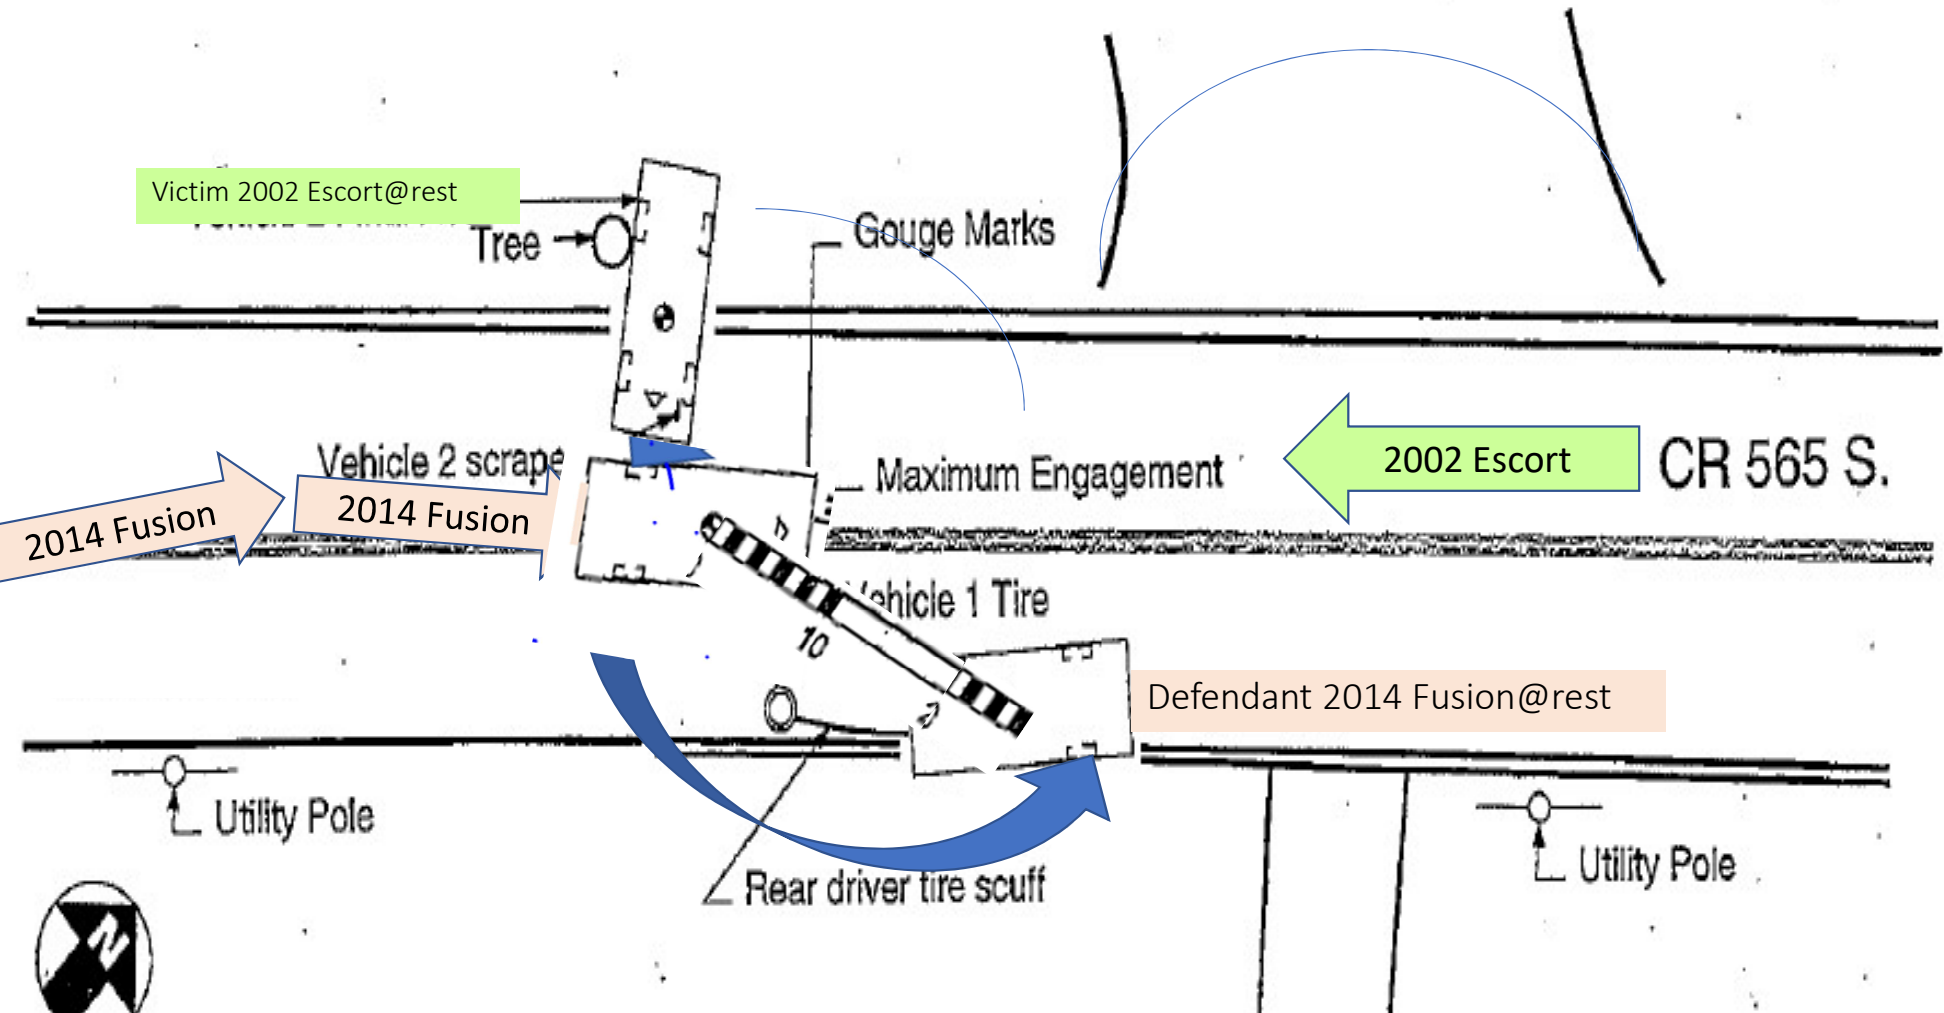 Victim 2002 Escort@rest
Tree
Gouge Marks
Vehicle 2 scrape
Maximum Engagement
2002 Escort
CR 565 S.
2014 Fusion
2014 Fusion
Vehicle 1 Tire
10
Defendant 2014 Fusion@rest
Utility Pole
Rear driver tire scuff
Utility Pole
N